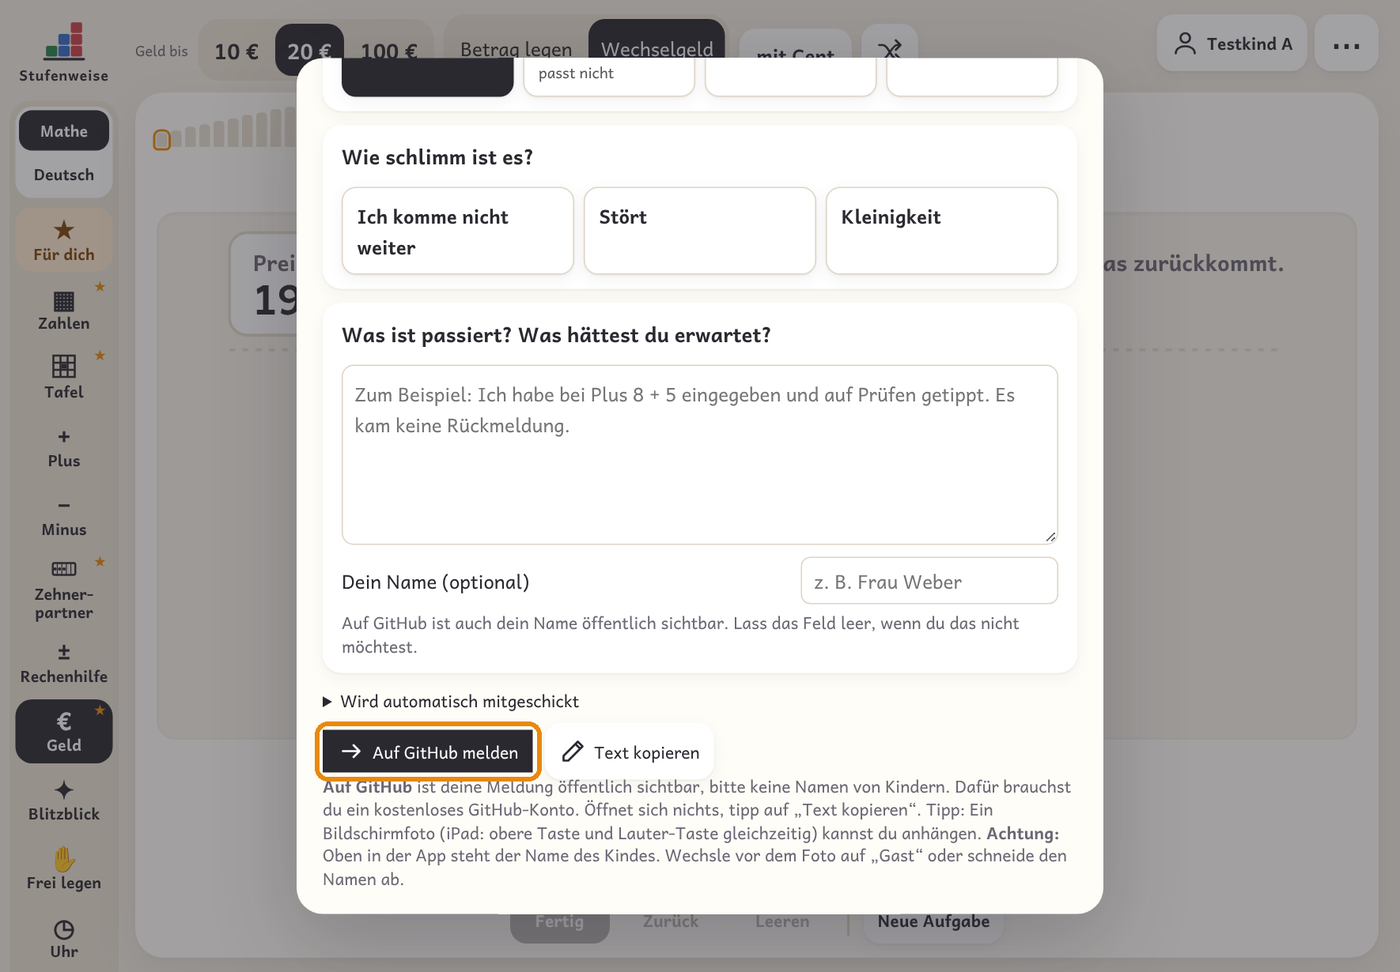 Stufenweise
Geld bis
10 €
20 €
100 €
Betrag legen
Wechselgeld
mit Cent
Testkind A
...
Mathe
Deutsch
Für dich
Zahlen
Tafel
Plus
Minus
Zehner-
partner
Rechenhilfe
Geld
Blitzblick
Frei legen
Uhr
19
as zurückkommt.
passt nicht
Wie schlimm ist es?
Ich komme nicht
weiter
Stört
Kleinigkeit
Was ist passiert? Was hättest du erwartet?
Zum Beispiel: Ich habe bei Plus 8 + 5 eingegeben und auf Prüfen getippt. Es
kam keine Rückmeldung.
Dein Name (optional)
z. B. Frau Weber
Auf GitHub ist auch dein Name öffentlich sichtbar. Lass das Feld leer, wenn du das nicht
möchtest.
Wird automatisch mitgeschickt
Auf GitHub melden
Text kopieren
Auf GitHub ist deine Meldung öffentlich sichtbar, bitte keine Namen von Kindern. Dafür brauchst
du ein kostenloses GitHub-Konto. Öffnet sich nichts, tipp auf „Text kopieren“. Tipp: Ein
Bildschirmfoto (iPad: obere Taste und Lauter-Taste gleichzeitig) kannst du anhängen. Achtung:
Oben in der App steht der Name des Kindes. Wechsle vor dem Foto auf „Gast“ oder schneide den
Namen ab.
Fertig
Zurück
Leeren
Neue Aufgabe